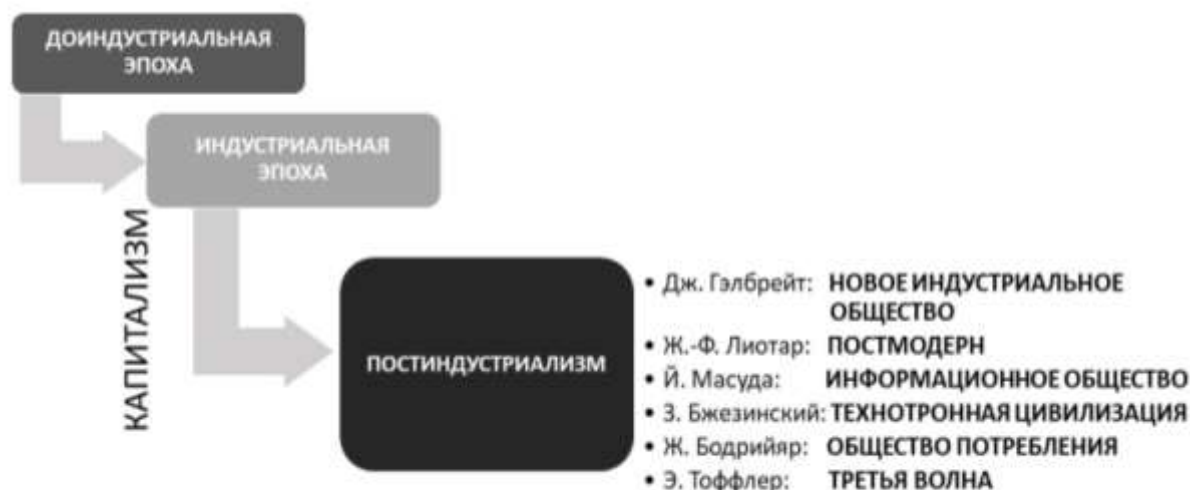 ДОИНДУСТРИАЛЬНАЯ
ЭПОХА
ИНДУСТРИАЛЬНАЯ
ЭПОХА
КАПИТАЛИЗМ
ПОСТИНДУСТРИАЛИЗМ
• Дж. Гэлбрейт: НОВОЕ ИНДУСТРИАЛЬНОЕ
ОБЩЕСТВО
• Ж.-Ф. Лиотар: ПОСТМОДЕРН
• Й. Масуда: ИНФОРМАЦИОННОЕ ОБЩЕСТВО
• З. Бжезинский: ТЕХНОТРОННАЯ ЦИВИЛИЗАЦИЯ
• Ж. Бодрийяр: ОБЩЕСТВО ПОТРЕБЛЕНИЯ
• Э. Тоффлер: ТРЕТЬЯ ВОЛНА